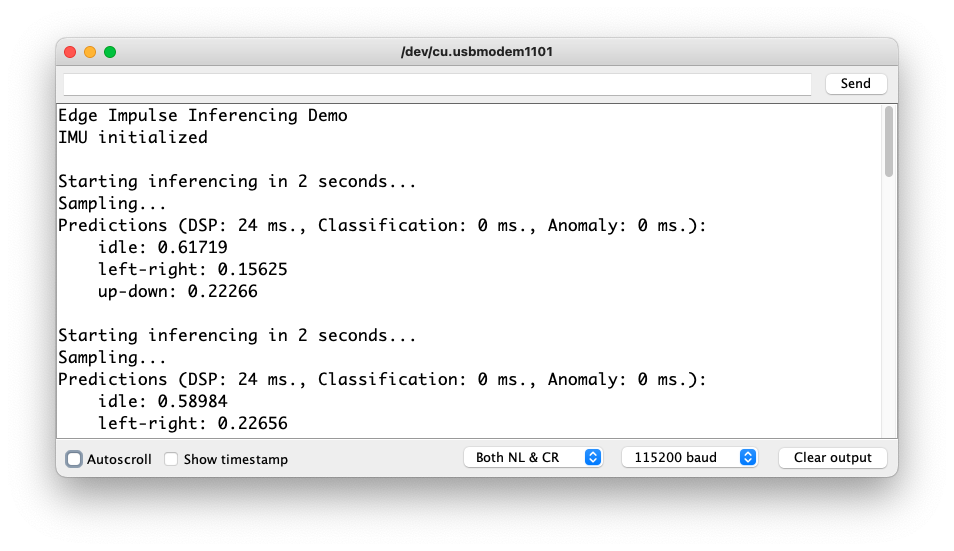 /dev/cu.usbmodem1101
Send
Edge Impulse Inferencing Demo
IMU initialized
Starting inferencing in 2 seconds...
Sampling...
Predictions (DSP: 24 ms., Classification: 0 ms., Anomaly: 0 ms.):
idle: 0.61719
left-right: 0.15625
up-down: 0.22266
Starting inferencing in 2 seconds...
Sampling...
Predictions (DSP: 24 ms., Classification: 0 ms., Anomaly: 0 ms.):
idle: 0.58984
left-right: 0.22656
Autoscroll Show timestamp Both NL & CR 115200 baud Clear output